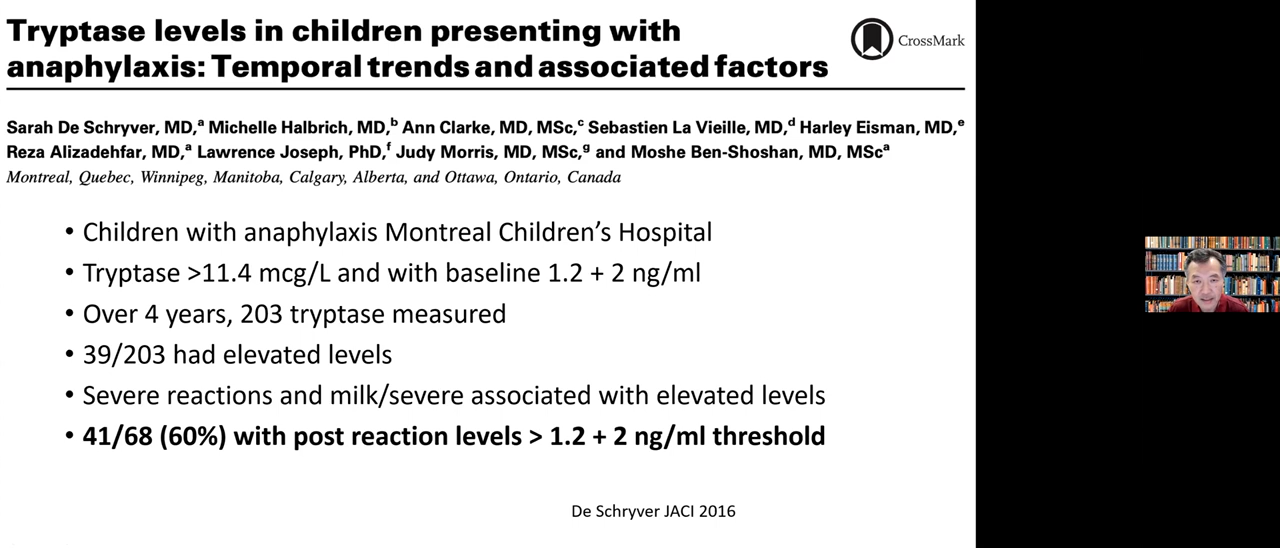 Tryptase levels in children presenting with
anaphylaxis: Temporal trends and associated factors
CrossMark
Sarah De Schryver, MD,ᵃ Michelle Halbrich, MD,ᵇ Ann Clarke, MD, MSc,ᶜ Sebastien La Vieille, MD,ᵈ Harley Eisman, MD,ᵉ
Reza Alizadehfar, MD,ᵃ Lawrence Joseph, PhD,ᶠ Judy Morris, MD, MSc,ᵍ and Moshe Ben-Shoshan, MD, MScᵃ
Montreal, Quebec, Winnipeg, Manitoba, Calgary, Alberta, and Ottawa, Ontario, Canada
• Children with anaphylaxis Montreal Children’s Hospital
• Tryptase >11.4 mcg/L and with baseline 1.2 + 2 ng/ml
• Over 4 years, 203 tryptase measured
• 39/203 had elevated levels
• Severe reactions and milk/severe associated with elevated levels
• 41/68 (60%) with post reaction levels > 1.2 + 2 ng/ml threshold
De Schryver JACI 2016